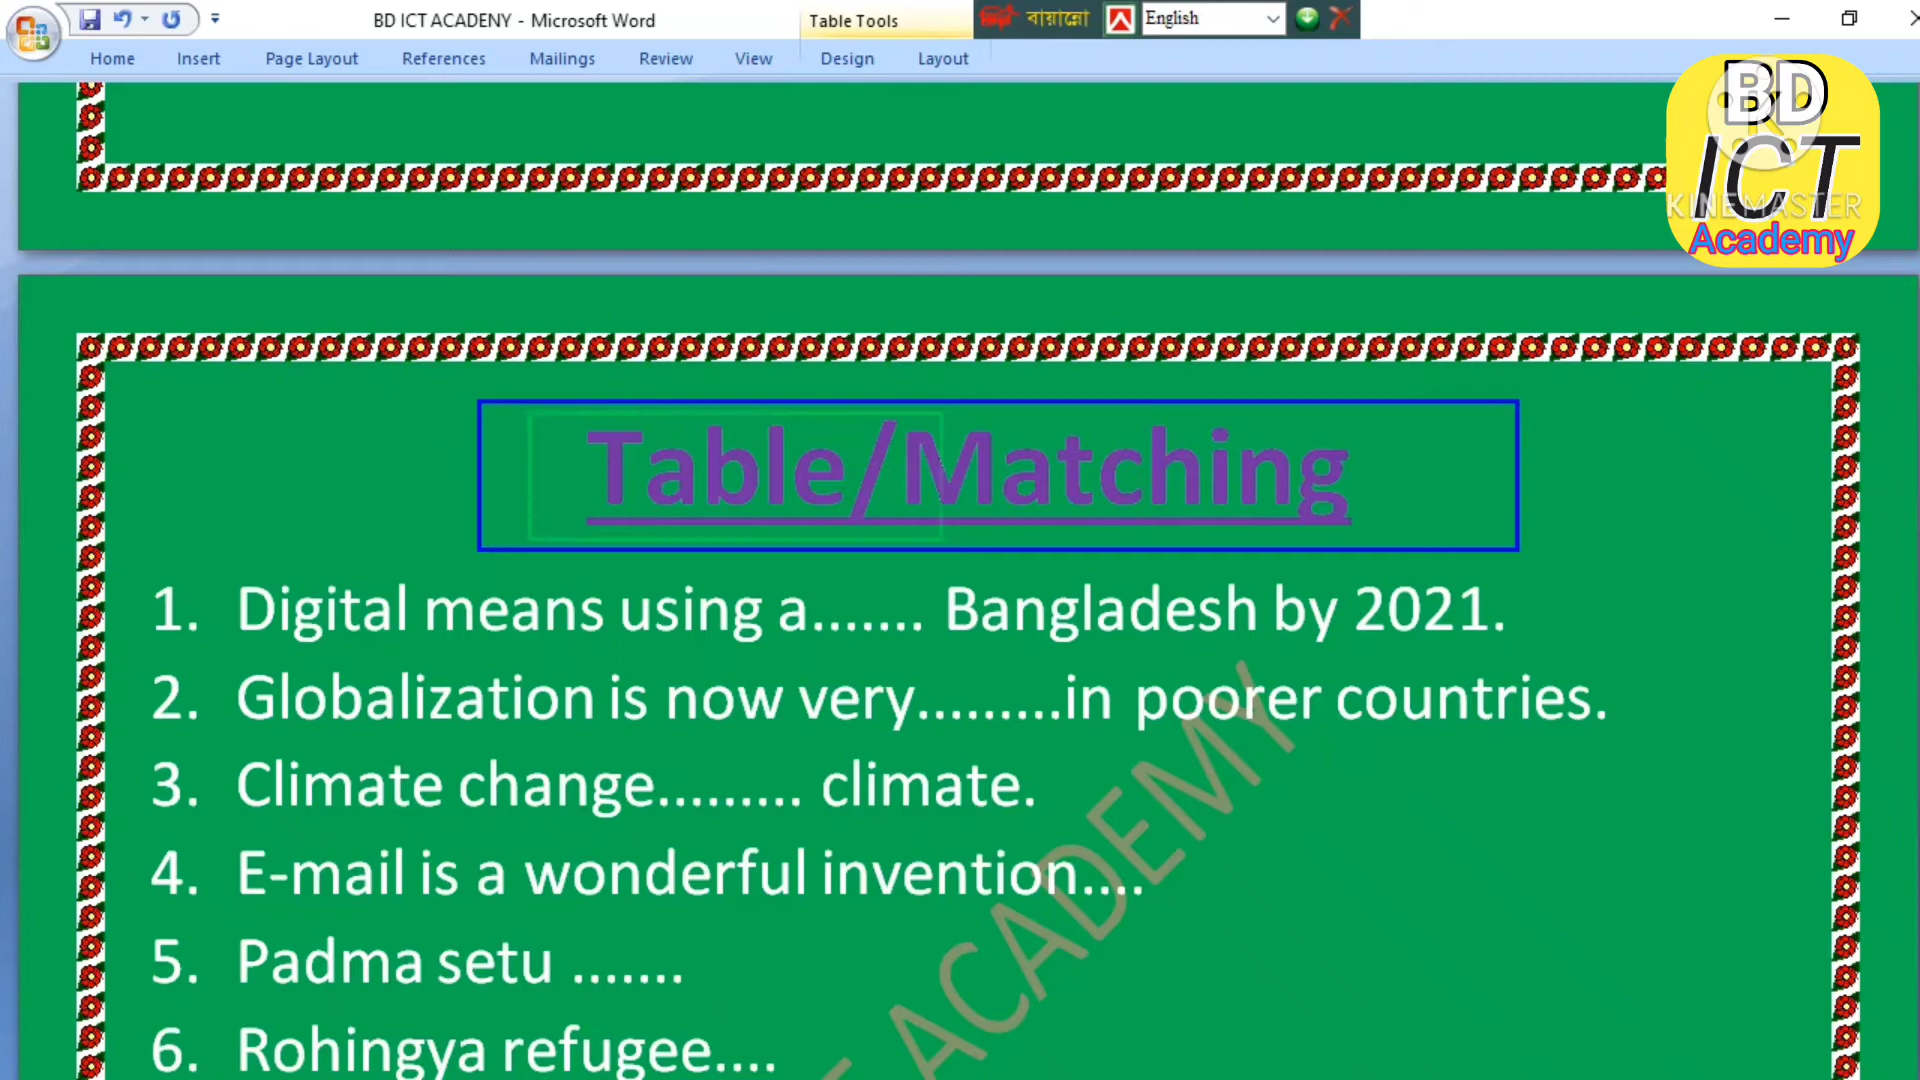 BD ICT ACADENY - Microsoft Word
Table Tools
বায়ান্নো
English
Home
Insert
Page Layout
References
Mailings
Review
View
Design
Layout
BD
ICT
KINEMASTER
Academy
Table/Matching
1. Digital means using a....... Bangladesh by 2021.
2. Globalization is now very.........in poorer countries.
3. Climate change......... climate.
4. E-mail is a wonderful invention....
5. Padma setu .......
6. Rohingya refugee....
ACADEMY